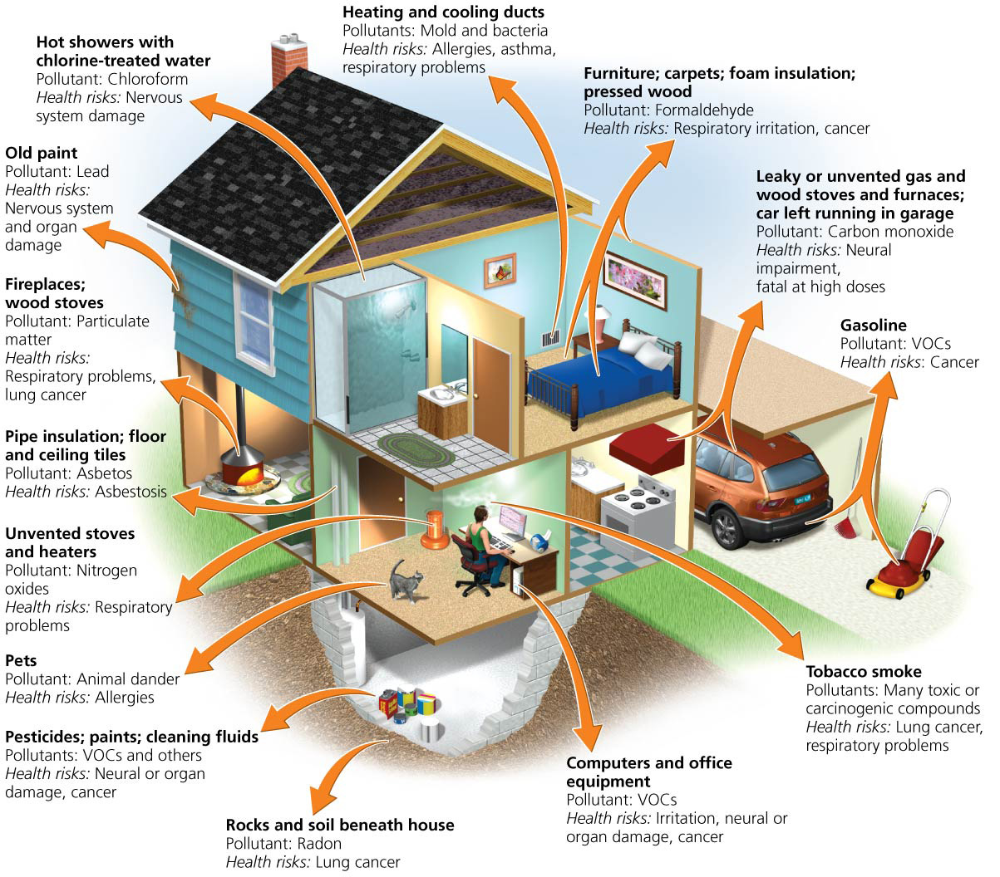 Heating and cooling ducts
Pollutants: Mold and bacteria
Health risks: Allergies, asthma,
respiratory problems
Hot showers with
chlorine-treated water
Pollutant: Chloroform
Health risks: Nervous
system damage
Furniture; carpets; foam insulation;
pressed wood
Pollutant: Formaldehyde
Health risks: Respiratory irritation, cancer
Old paint
Pollutant: Lead
Health risks:
Nervous system
and organ
damage
Leaky or unvented gas and
wood stoves and furnaces;
car left running in garage
Pollutant: Carbon monoxide
Health risks: Neural
impairment,
fatal at high doses
Fireplaces;
wood stoves
Pollutant: Particulate
matter
Health risks:
Respiratory problems,
lung cancer
Gasoline
Pollutant: VOCs
Health risks: Cancer
Pipe insulation; floor
and ceiling tiles
Pollutant: Asbetos
Health risks: Asbestosis
Unvented stoves
and heaters
Pollutant: Nitrogen
oxides
Health risks: Respiratory
problems
Pets
Pollutant: Animal dander
Health risks: Allergies
Tobacco smoke
Pollutants: Many toxic or
carcinogenic compounds
Health risks: Lung cancer,
respiratory problems
Pesticides; paints; cleaning fluids
Pollutants: VOCs and others
Health risks: Neural or organ
damage, cancer
Computers and office
equipment
Pollutant: VOCs
Health risks: Irritation, neural or
organ damage, cancer
Rocks and soil beneath house
Pollutant: Radon
Health risks: Lung cancer